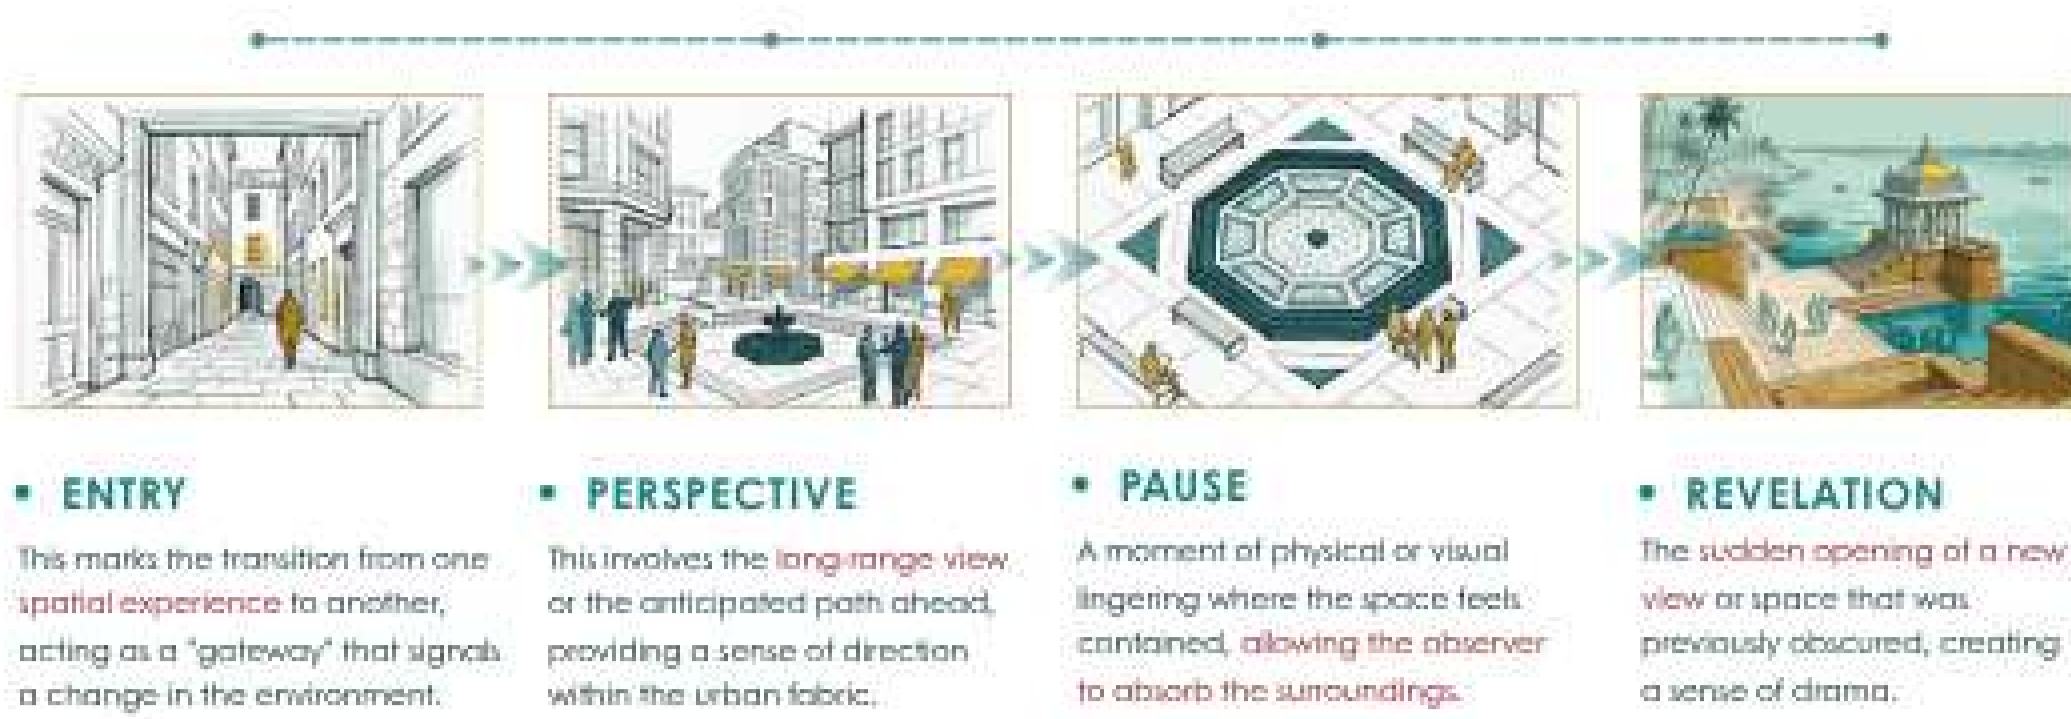 • ENTRY
This marks the transition from one
spatial experience to another,
acting as a "gateway" that signals
a change in the environment.
• PERSPECTIVE
This involves the long-range view
or the anticipated path ahead,
providing a sense of direction
within the urban fabric.
• PAUSE
A moment of physical or visual
lingering where the space feels
contained, allowing the observer
to absorb the surroundings.
• REVELATION
The sudden opening of a new
view or space that was
previously obscured, creating
a sense of drama.